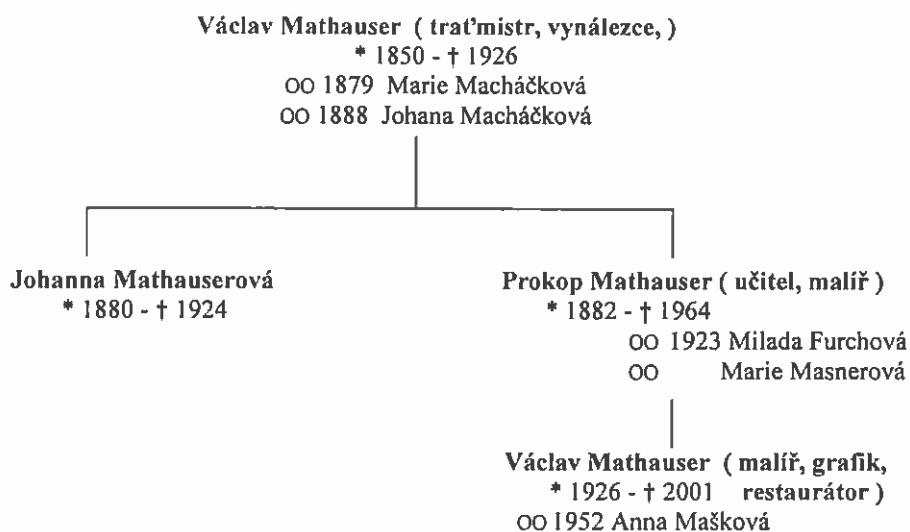 Václav Mathauser ( trať'mistr, vynálezce, )
* 1850 - † 1926
OO 1879 Marie Macháčková
OO 1888 Johana Macháčková
Johanna Mathauserová
* 1880 - † 1924
Prokop Mathauser ( učitel, malíř )
* 1882 - † 1964
OO 1923 Milada Furchová
OO Marie Masnerová
Václav Mathauser ( malíř, grafik,
* 1926 - † 2001 restaurátor )
OO 1952 Anna Mašková